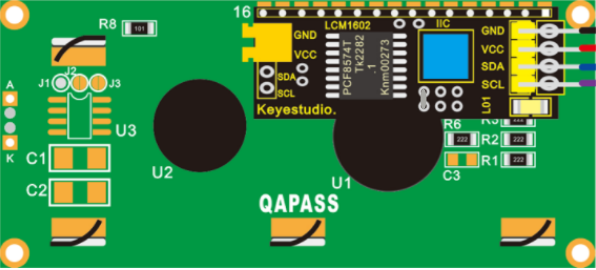 16
R8
101
LCM1602
IIC
GND
VCC
SDA
SCL
Keyestudio.
PCF8574T
Tk2282
.1
Knm00273
GND
VCC
SDA
SCL
L01
A
K
J1
J2
J3
U3
C1
C2
U2
U1
QAPASS
R6
222
C3
R3
R2
222
R1
222